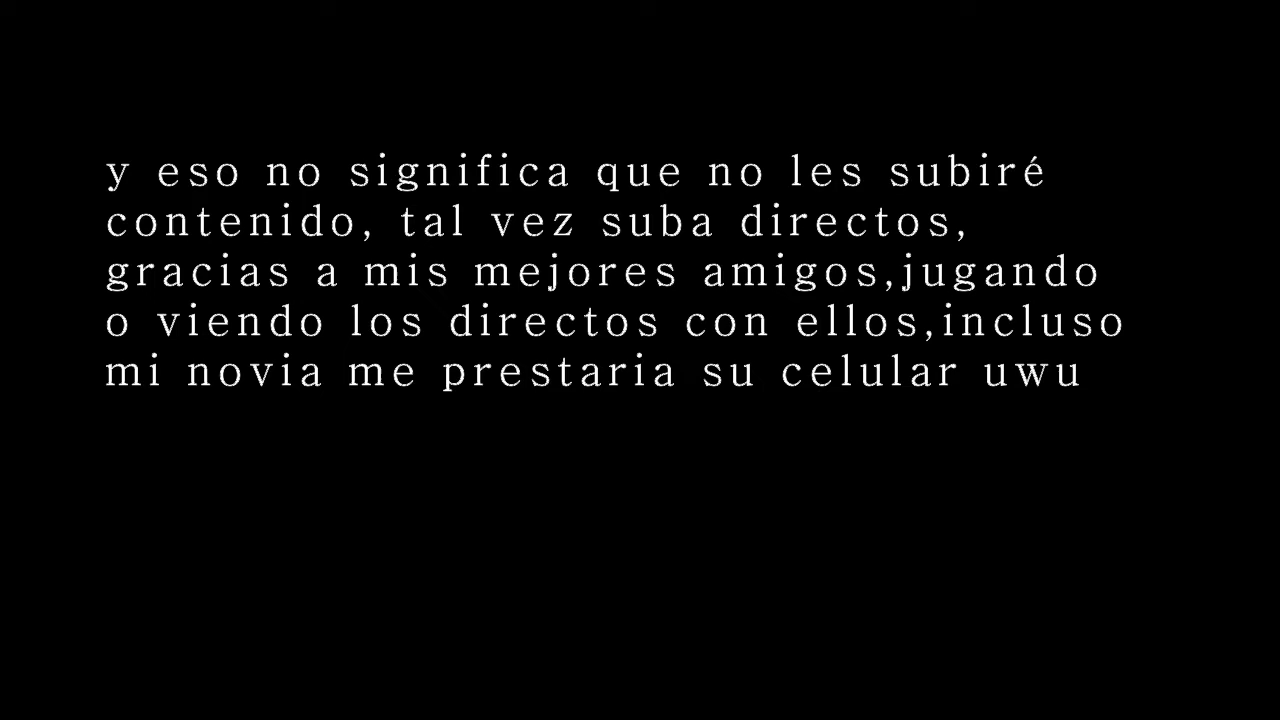 y eso no significa que no les subiré
contenido, tal vez suba directos,
gracias a mis mejores amigos,jugando
o viendo los directos con ellos,incluso
mi novia me prestaria su celular uwu